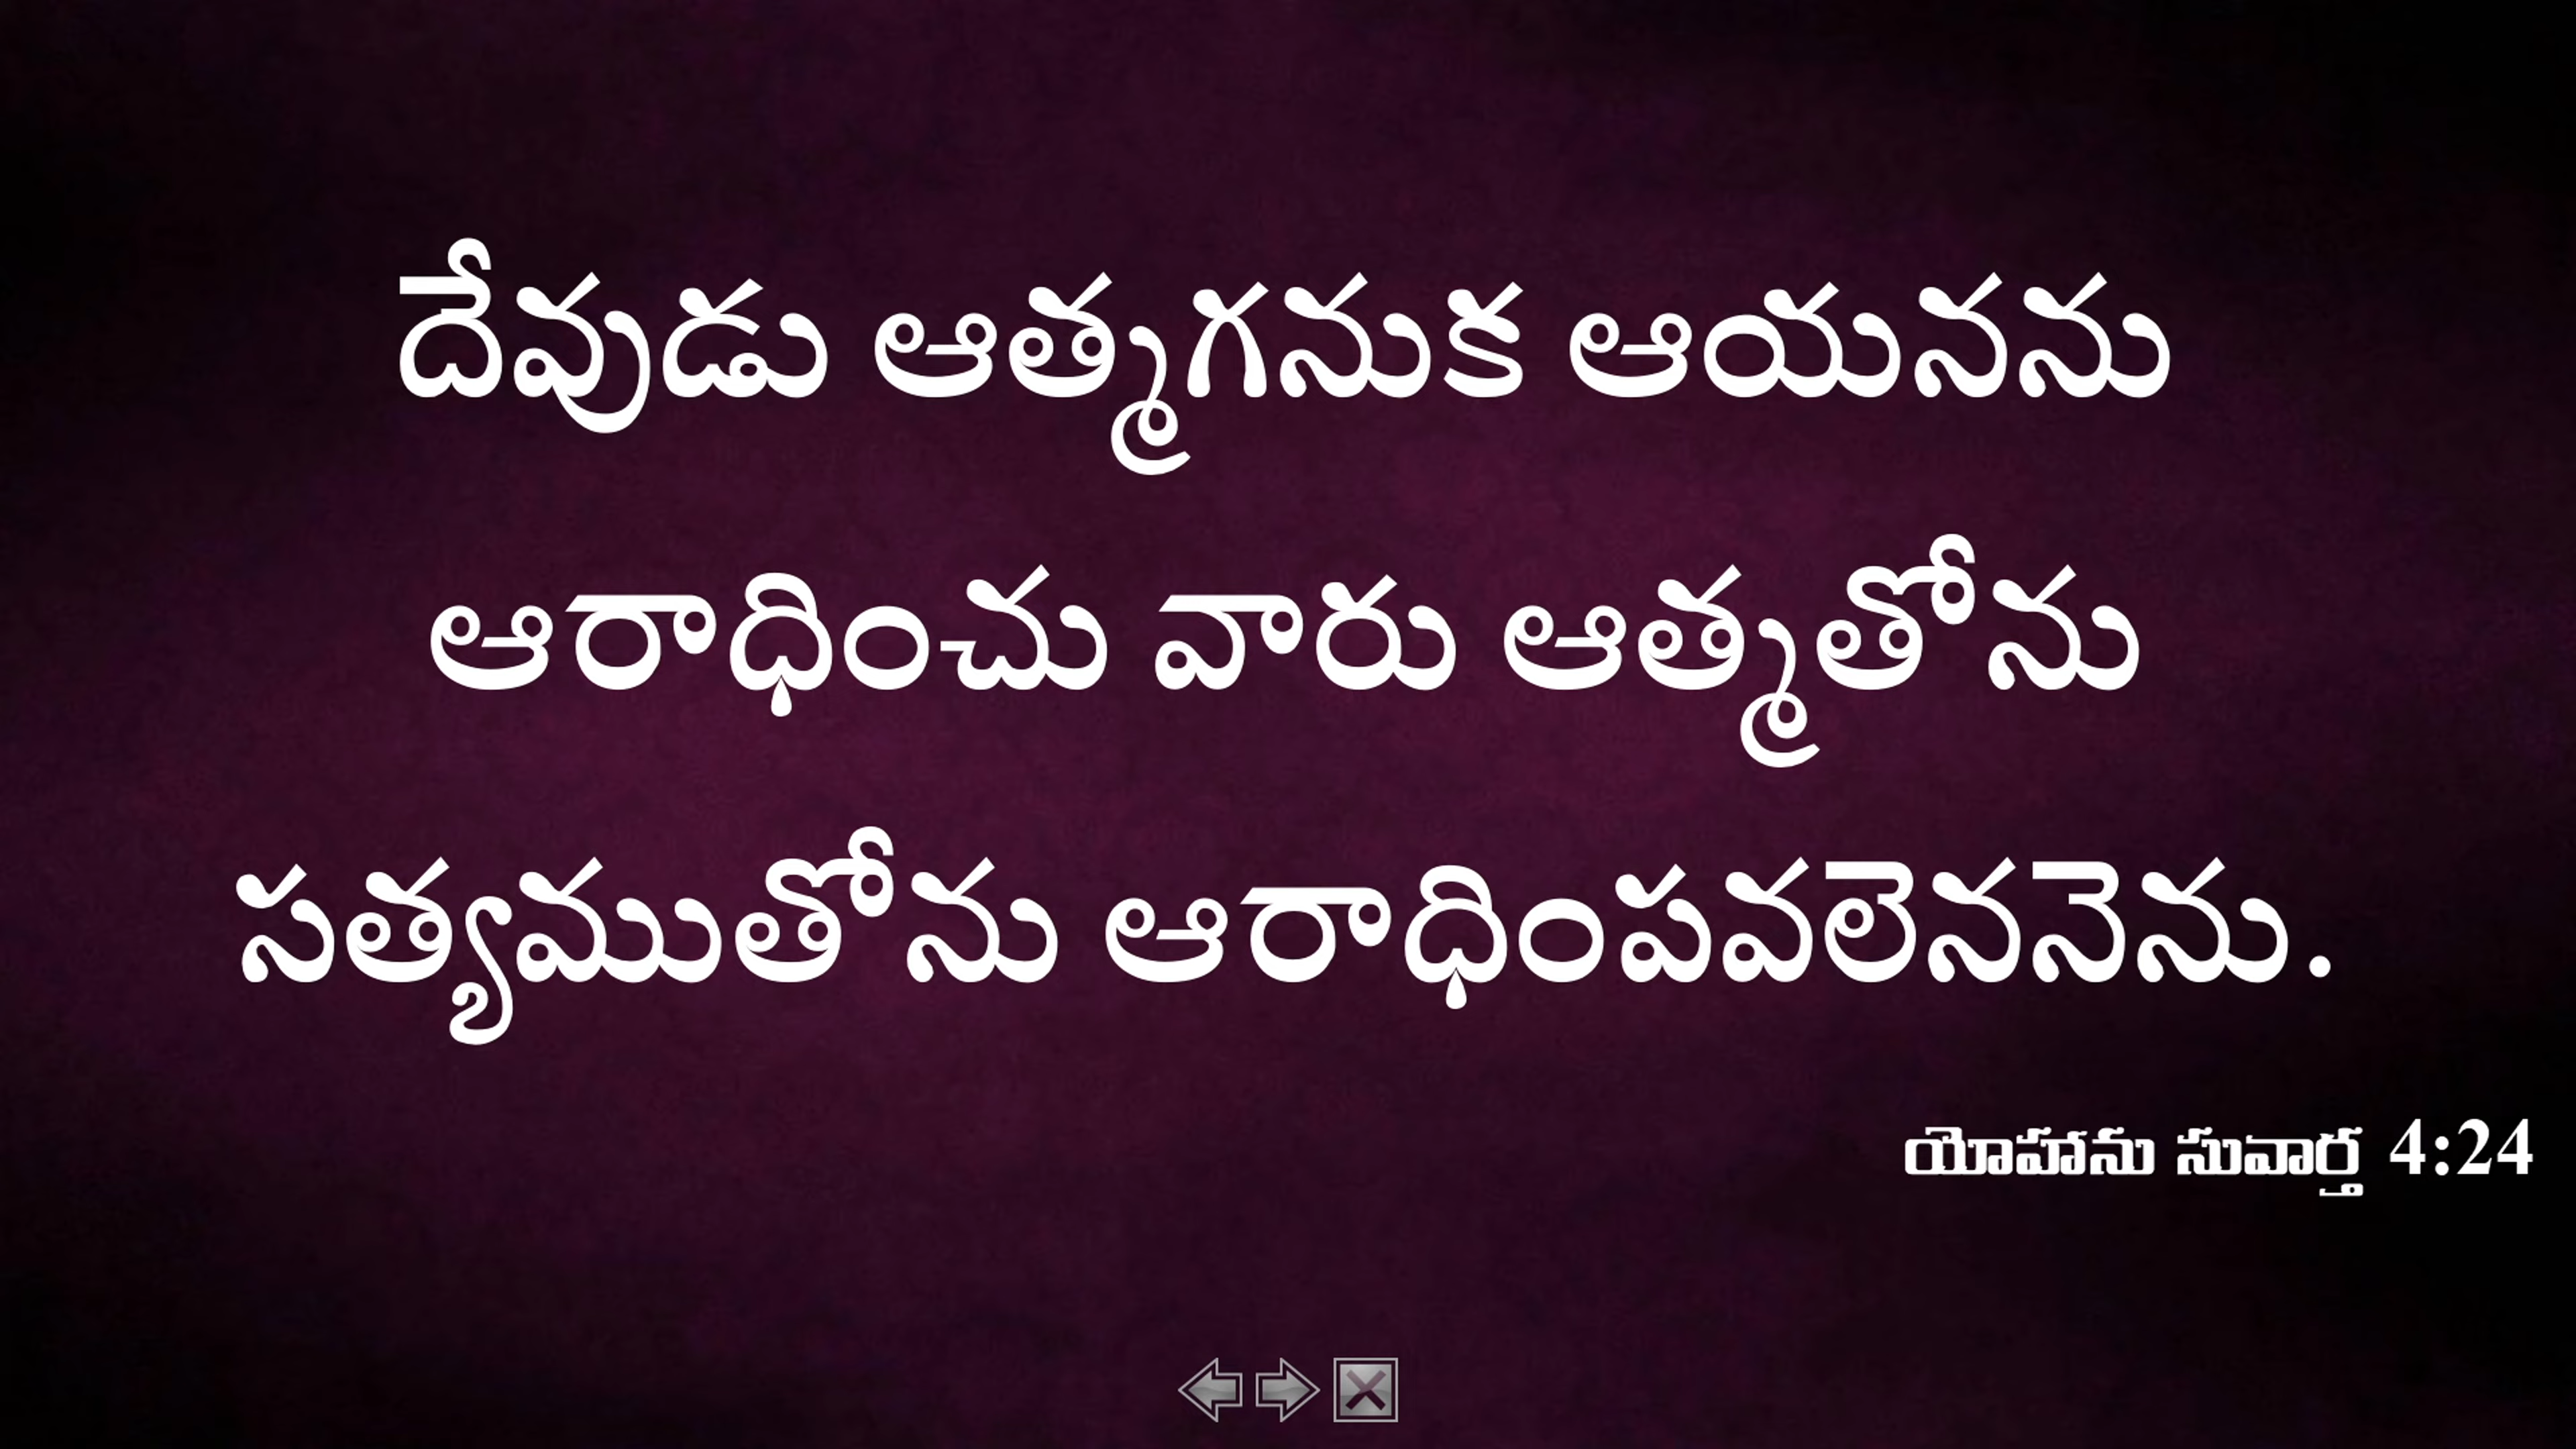 దేవుడు ఆత్మగనుక ఆయనను
ఆరాధించు వారు ఆత్మతోను
సత్యముతోను ఆరాధింపవలెననెను.
యోహాను సువార్త 4:24